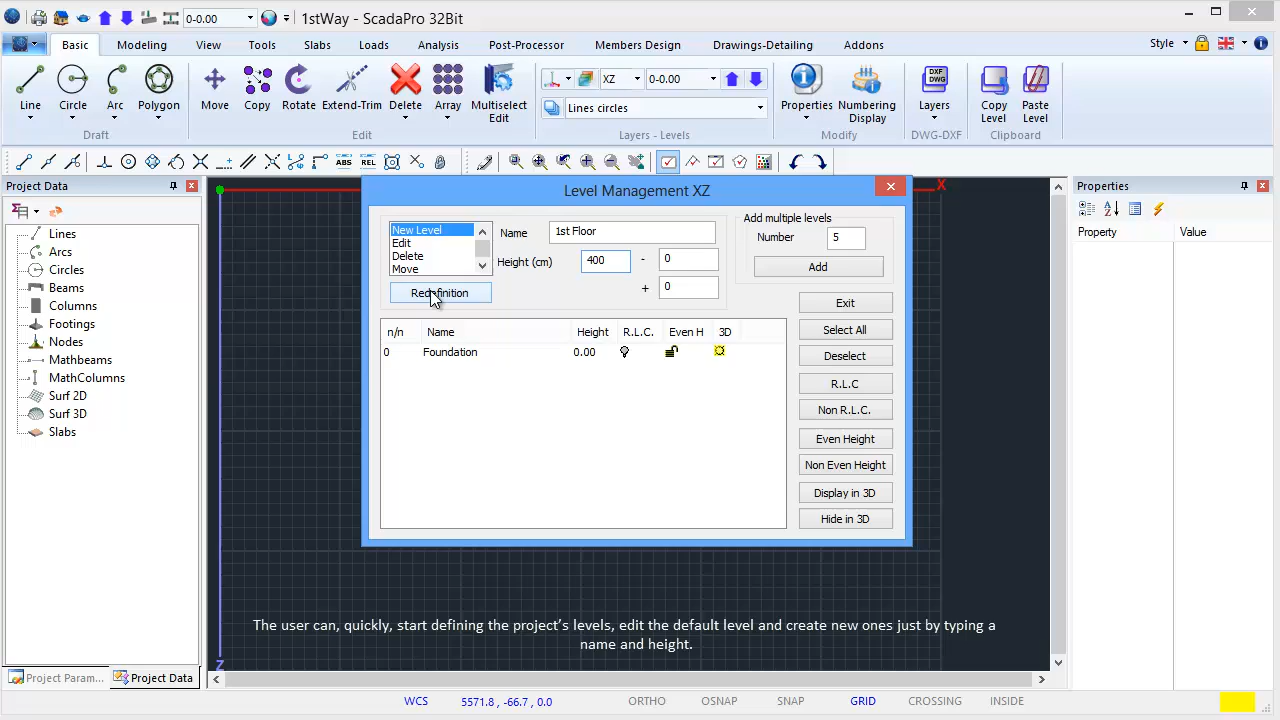 0-0.00
1stWay - ScadaPro 32Bit
Basic Modeling View Tools Slabs Loads Analysis Post-Processor Members Design Drawings-Detailing Addons Style
Line Circle Arc Polygon Move Copy Rotate Extend-Trim Delete Array Multiselect Edit
XZ 0-0.00
Lines circles
Properties Numbering Display Layers Copy Level Paste Level
DXF DWG
Draft Edit Layers - Levels Modify DWG-DXF Clipboard
ABS REL
Project Data
Lines
Arcs
Circles
Beams
Columns
Footings
Nodes
Mathbeams
MathColumns
Surf 2D
Surf 3D
Slabs
Project Param... Project Data
X
Z
Level Management XZ
New Level
Edit
Delete
Move
Redefinition
Name 1st Floor
Height (cm) 400 - 0
+ 0
Add multiple levels
Number 5
Add
n/n Name Height R.L.C. Even H 3D
0 Foundation 0.00
Exit
Select All
Deselect
R.L.C
Non R.L.C.
Even Height
Non Even Height
Display in 3D
Hide in 3D
Properties
Property Value
The user can, quickly, start defining the project's levels, edit the default level and create new ones just by typing a
name and height.
WCS 5571.8 , -66.7, 0.0 ORTHO OSNAP SNAP GRID CROSSING INSIDE